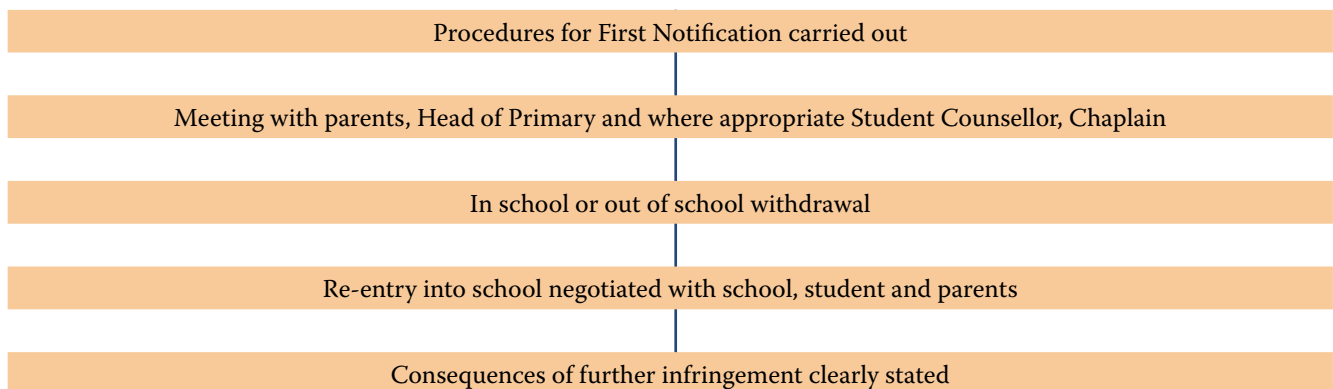 Procedures for First Notification carried out
Meeting with parents, Head of Primary and where appropriate Student Counsellor, Chaplain
In school or out of school withdrawal
Re-entry into school negotiated with school, student and parents
Consequences of further infringement clearly stated